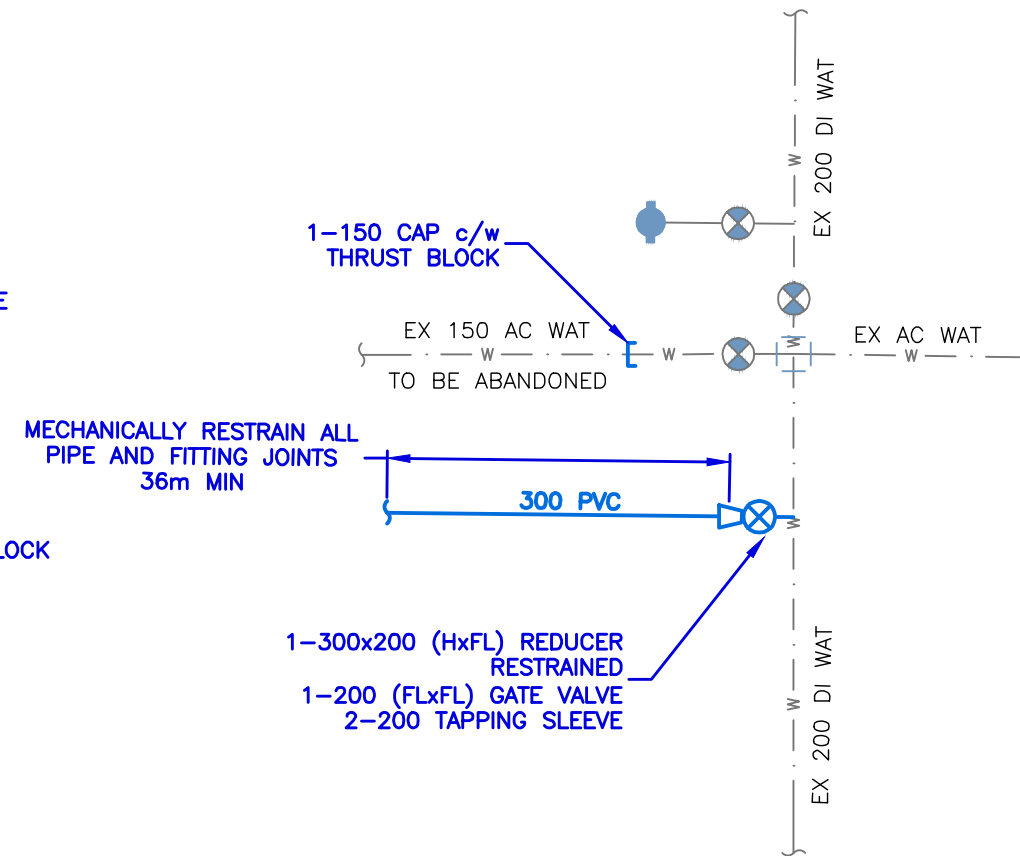 EX 200 DI WAT
W
1-150 CAP c/w
THRUST BLOCK
E
EX 150 AC WAT
EX AC WAT
W
W
W
W
TO BE ABANDONED
MECHANICALLY RESTRAIN ALL
PIPE AND FITTING JOINTS
36m MIN
300 PVC
W
LOCK
1-300x200 (HxFL) REDUCER
RESTRAINED
1-200 (FLxFL) GATE VALVE
2-200 TAPPING SLEEVE
W
EX 200 DI WAT